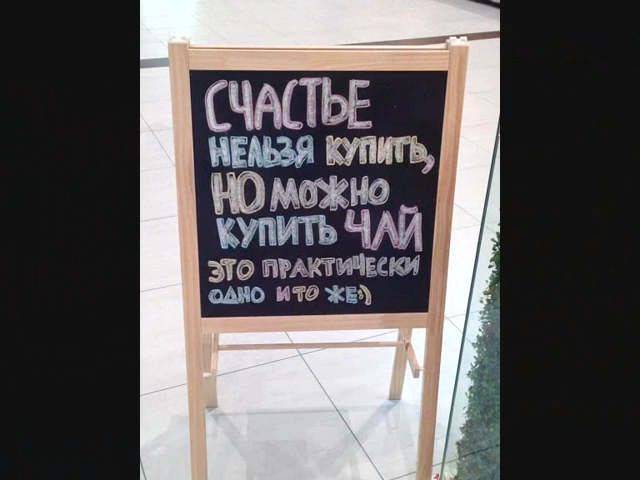 СЧАСТЬЕ
НЕЛЬЗЯ КУПИТЬ,
НО МОЖНО
КУПИТЬ ЧАЙ
ЭТО ПРАКТИЧЕСКИ
ОДНО И ТО ЖЕ:)